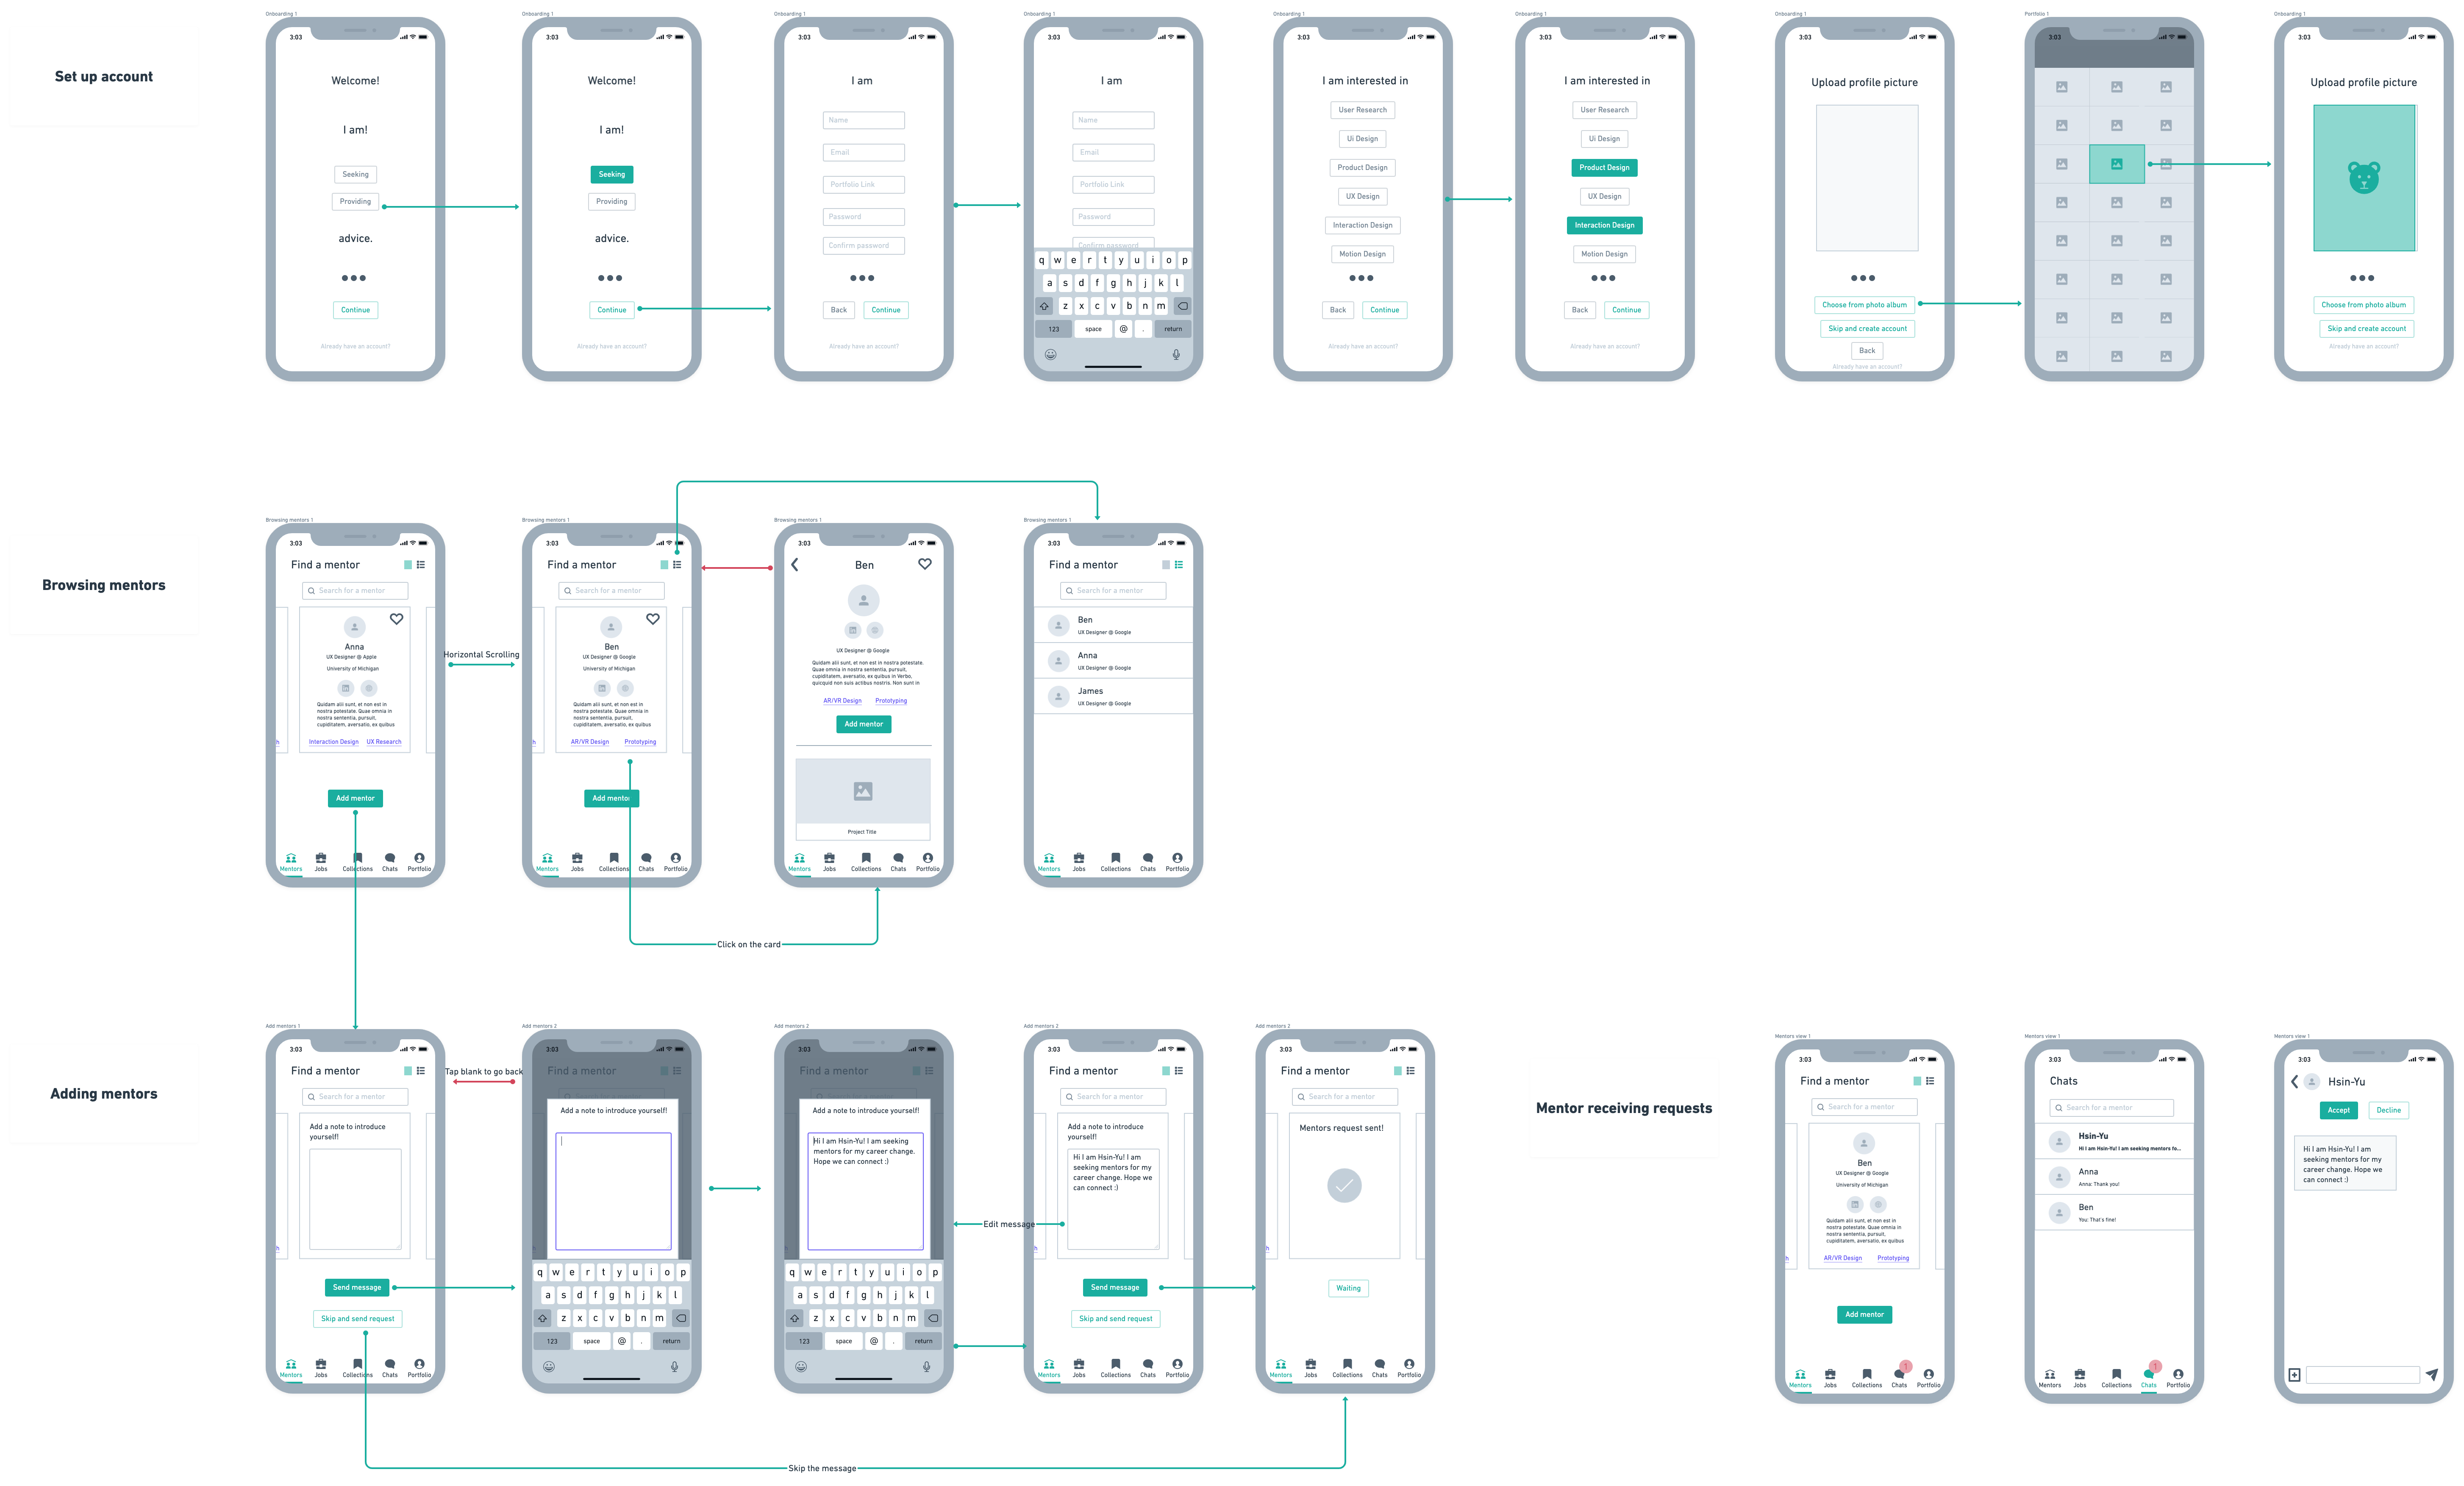 Set up account
Onboarding 1
3:03
Welcome!
I am!
Seeking
Providing
advice.
Continue
Already have an account?
Onboarding 1
3:03
Welcome!
I am!
Seeking
Providing
advice.
Continue
Already have an account?
Onboarding 1
3:03
I am
Name
Email
Portfolio Link
Password
Confirm password
Back Continue
Already have an account?
Onboarding 1
3:03
I am
Name
Email
Portfolio Link
Password
Confirm password
q w e r t y u i o p
a s d f g h j k l
z x c v b n m
123 space @ . return
Onboarding 1
3:03
I am interested in
User Research
Ui Design
Product Design
UX Design
Interaction Design
Motion Design
Back Continue
Already have an account?
Onboarding 1
3:03
I am interested in
User Research
Ui Design
Product Design
UX Design
Interaction Design
Motion Design
Back Continue
Already have an account?
Onboarding 1
3:03
Upload profile picture
Choose from photo album
Skip and create account
Back
Already have an account?
Portfolio 1
3:03
Onboarding 1
3:03
Upload profile picture
Choose from photo album
Skip and create account
Already have an account?
Browsing mentors
Browsing mentors 1
3:03
Find a mentor
Search for a mentor
Anna
UX Designer @ Apple
University of Michigan
Quidam alii sunt, et non est in
nostra potestate. Quae omnia in
nostra sententia, pursuit,
cupiditatem, aversatio, ex quibus
h
Interaction Design UX Research
Add mentor
Mentors Jobs Collections Chats Portfolio
Horizontal Scrolling
Browsing mentors 1
3:03
Find a mentor
Search for a mentor
Ben
UX Designer @ Google
University of Michigan
Quidam alii sunt, et non est in
nostra potestate. Quae omnia in
nostra sententia, pursuit,
cupiditatem, aversatio, ex quibus
h
AR/VR Design Prototyping
Add mentor
Mentors Jobs Collections Chats Portfolio
Click on the card
Browsing mentors 1
3:03
Ben
UX Designer @ Google
Quidam alii sunt, et non est in nostra potestate.
Quae omnia in nostra sententia, pursuit,
cupiditatem, aversatio, ex quibus in Verbo,
quicquid non suis actibus nostris. Non sunt in
AR/VR Design Prototyping
Add mentor
Project Title
Mentors Jobs Collections Chats Portfolio
Browsing mentors 1
3:03
Find a mentor
Search for a mentor
Ben
UX Designer @ Google
Anna
UX Designer @ Google
James
UX Designer @ Google
Mentors Jobs Collections Chats Portfolio
Adding mentors
Add mentors 1
3:03
Find a mentor
Search for a mentor
Add a note to introduce
yourself!
h
Send message
Skip and send request
Mentors Jobs Collections Chats Portfolio
Tap blank to go back
Add mentors 2
3:03
Find a mentor
Add a note to introduce yourself!
h
q w e r t y u i o p
a s d f g h j k l
z x c v b n m
123 space @ . return
Add mentors 2
3:03
Find a mentor
Add a note to introduce yourself!
Hi I am Hsin-Yu! I am seeking
mentors for my career change.
Hope we can connect :)
h
q w e r t y u i o p
a s d f g h j k l
z x c v b n m
123 space @ . return
Edit message
Add mentors 2
3:03
Find a mentor
Search for a mentor
Add a note to introduce
yourself!
Hi I am Hsin-Yu! I am
seeking mentors for my
career change. Hope we
can connect :)
h
Send message
Skip and send request
Mentors Jobs Collections Chats Portfolio
Add mentors 2
3:03
Find a mentor
Search for a mentor
Mentors request sent!
h
Waiting
Mentors Jobs Collections Chats Portfolio
Skip the message
Mentor receiving requests
Mentors view 1
3:03
Find a mentor
Search for a mentor
Ben
UX Designer @ Google
University of Michigan
Quidam alii sunt, et non est in
nostra potestate. Quae omnia in
nostra sententia, pursuit,
cupiditatem, aversatio, ex quibus
h
AR/VR Design Prototyping
Add mentor
1
Mentors Jobs Collections Chats Portfolio
Mentors view 1
3:03
Chats
Search for a mentor
Hsin-Yu
Hi I am Hsin-Yu! I am seeking mentors fo...
Anna
Anna: Thank you!
Ben
You: That's fine!
1
Mentors Jobs Collections Chats Portfolio
Mentors view 1
3:03
Hsin-Yu
Accept Decline
Hi I am Hsin-Yu! I am
seeking mentors for my
career change. Hope we
can connect :)